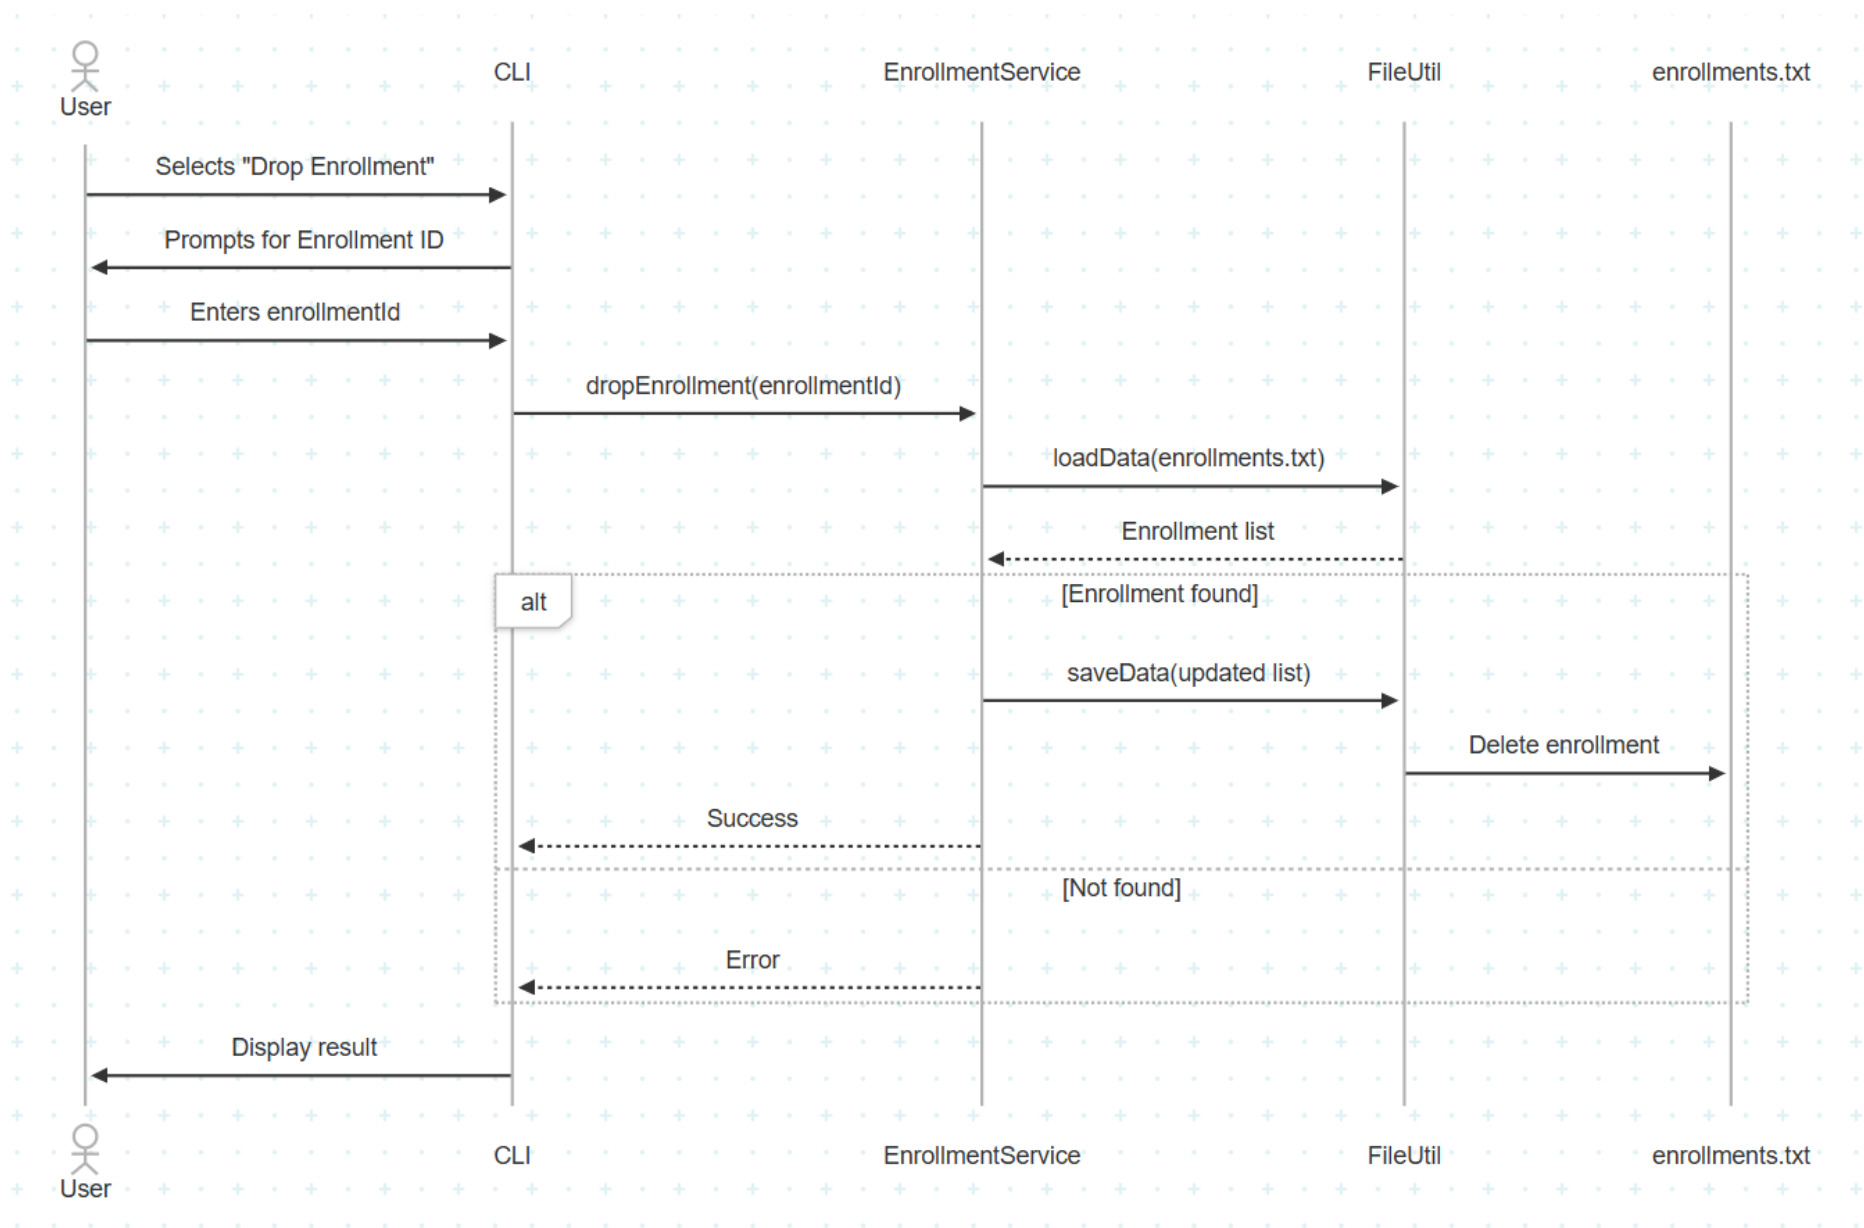 User
CLI
EnrollmentService
FileUtil
enrollments.txt
Selects "Drop Enrollment"
Prompts for Enrollment ID
Enters enrollmentId
dropEnrollment(enrollmentId)
loadData(enrollments.txt)
Enrollment list
alt
[Enrollment found]
saveData(updated list)
Delete enrollment
Success
[Not found]
Error
Display result
User
CLI
EnrollmentService
FileUtil
enrollments.txt